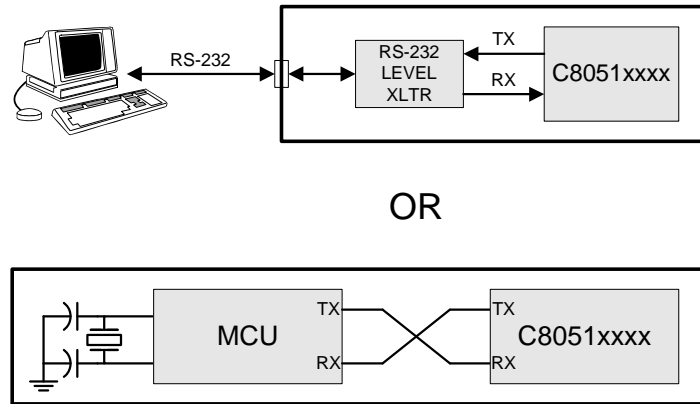 RS-232
RS-232
LEVEL
XLTR
TX
RX
C8051xxxx
OR
MCU
TX
RX
TX
RX
C8051xxxx